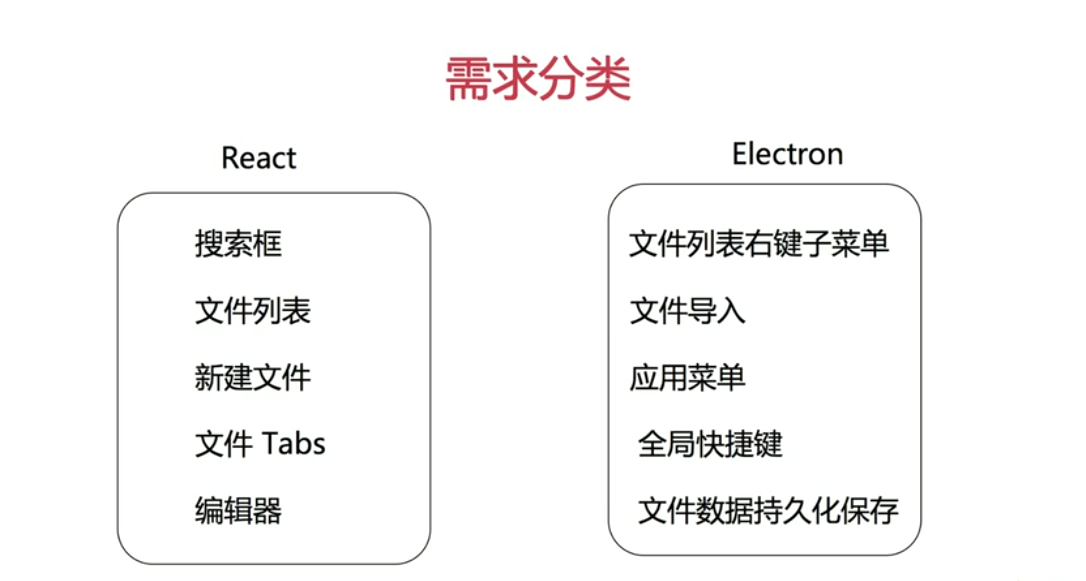 需求分类
React
搜索框
文件列表
新建文件
文件 Tabs
编辑器
Electron
文件列表右键子菜单
文件导入
应用菜单
全局快捷键
文件数据持久化保存